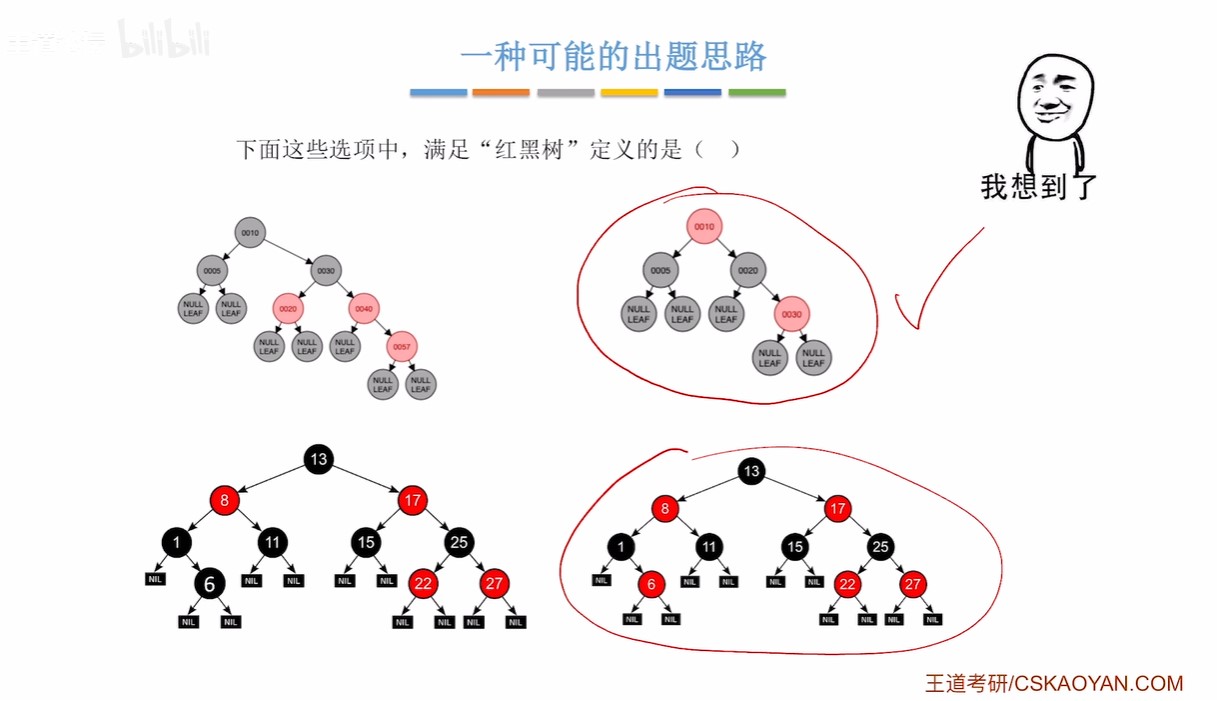 bilibili
一种可能的出题思路
下面这些选项中，满足“红黑树”定义的是（ ）
我想到了
0010
0005 0030
NULL LEAF NULL LEAF 0020 0040
NULL LEAF NULL LEAF NULL LEAF 0057
NULL LEAF NULL LEAF
0010
0005 0020
NULL LEAF NULL LEAF NULL LEAF 0030
NULL LEAF NULL LEAF
13
8 17
1 11 15 25
NIL 6 NIL NIL NIL NIL 22 27
NIL NIL NIL NIL NIL NIL
13
8 17
1 11 15 25
NIL 6 NIL NIL NIL NIL 22 27
NIL NIL NIL NIL NIL NIL
王道考研/CSKAOYAN.COM